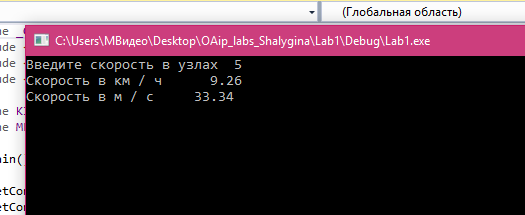 (Глобальная область)
C:\Users\МВидео\Desktop\OAip_labs_Shalygina\Lab1\Debug\Lab1.exe
Введите скорость в узлах 5
Скорость в км / ч 9.26
Скорость в м / с 33.34